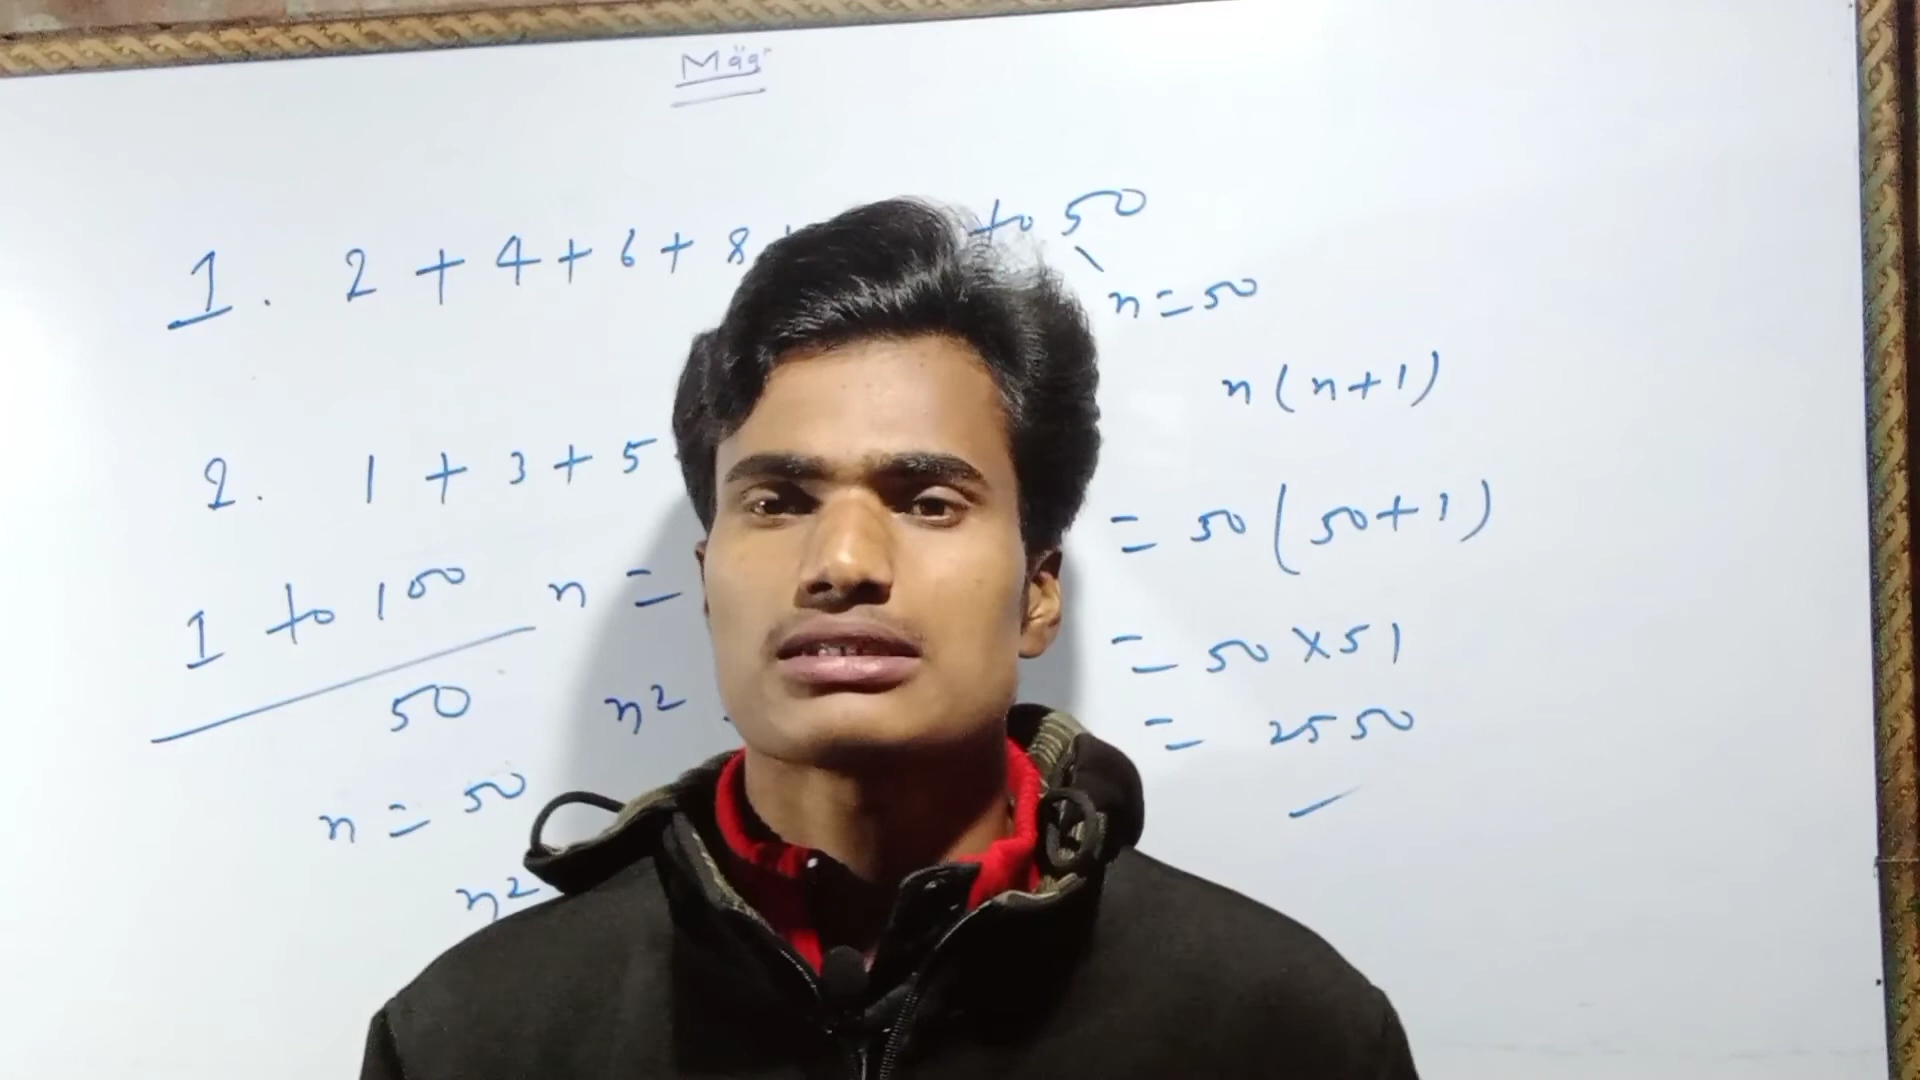 1. 2 + 4 + 6 + 8 to 50
n = 50
n ( n + 1 )
2. 1 + 3 + 5
= 50 ( 50 + 1 )
1 to 100 n =
= 50 × 51
50 n²
= 2550
n = 50
n²